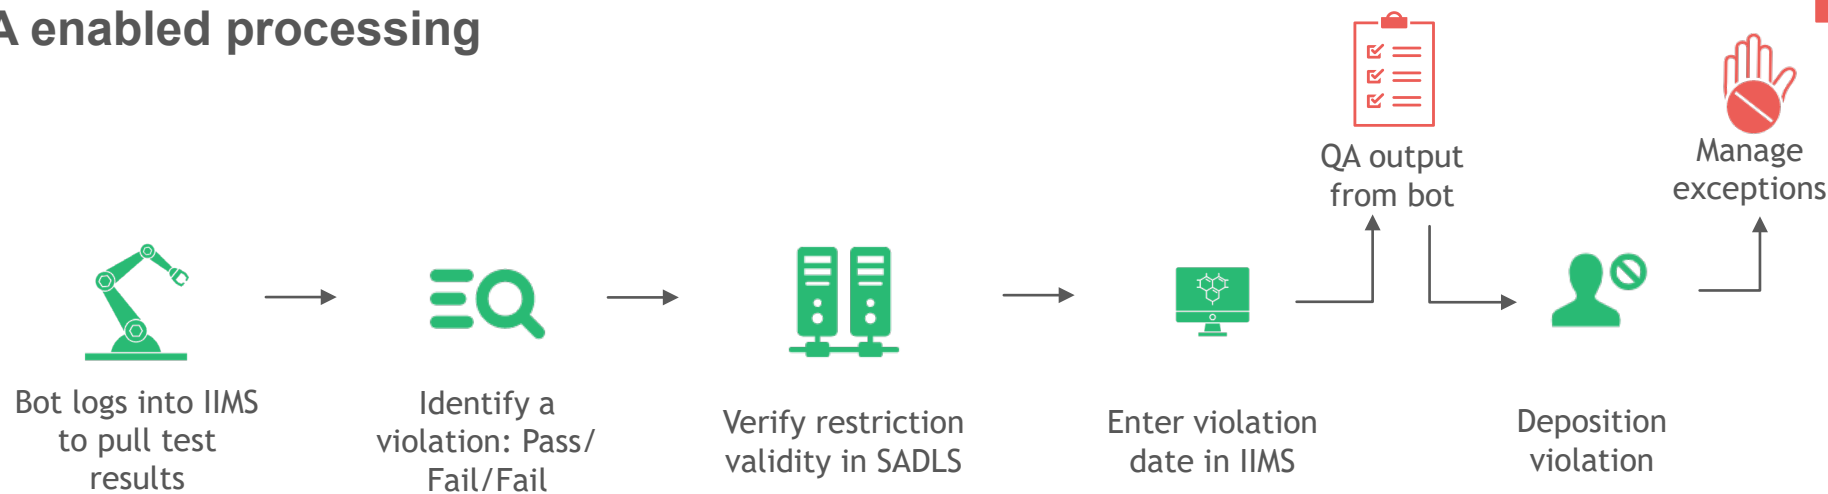 A enabled processing
QA output
from bot
Manage
exceptions
Bot logs into IIMS
to pull test
results
Identify a
violation: Pass/
Fail/Fail
Verify restriction
validity in SADLS
Enter violation
date in IIMS
Deposition
violation